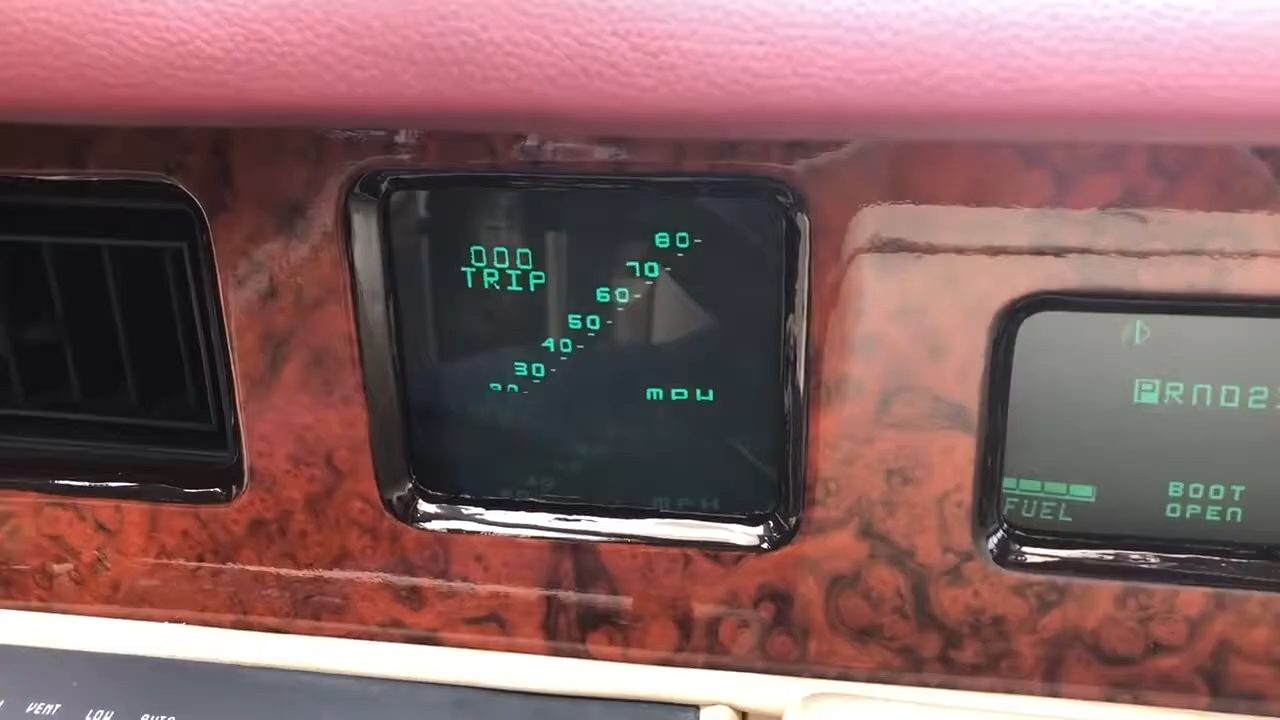 000
TRIP
80-
70-
60-
50-
40-
30-
MPH
PRND2
FUEL
BOOT
OPEN
VENT LOW AUTO